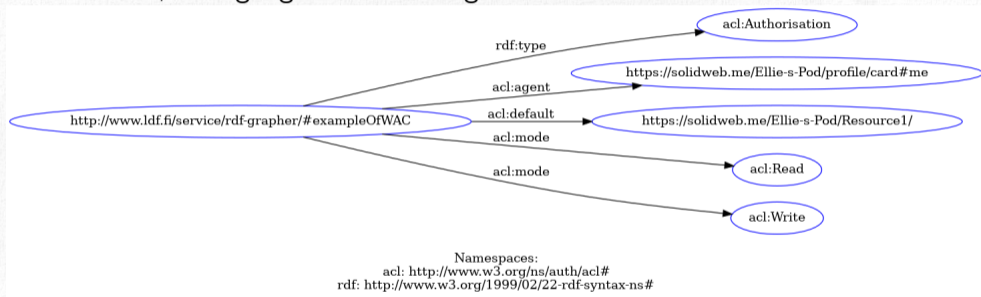 acl:Authorisation
rdf:type
https://solidweb.me/Ellie-s-Pod/profile/card#me
acl:agent
http://www.ldf.fi/service/rdf-grapher/#exampleOfWAC
acl:default
https://solidweb.me/Ellie-s-Pod/Resource1/
acl:mode
acl:Read
acl:mode
acl:Write
Namespaces:
acl: http://www.w3.org/ns/auth/acl#
rdf: http://www.w3.org/1999/02/22-rdf-syntax-ns#